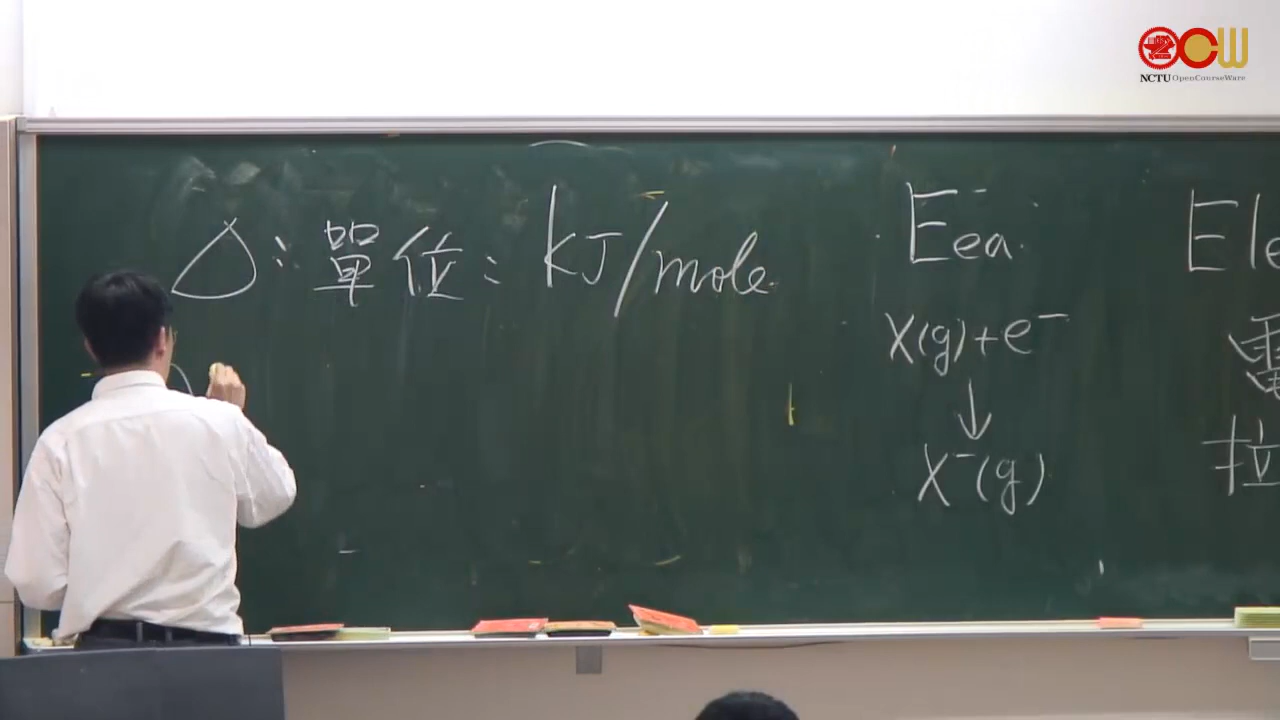 NCTU OpenCourseWare
Δ: 單位: kJ/mole
Eea
X(g)+e⁻
↓
X⁻(g)
Ele
電
拉